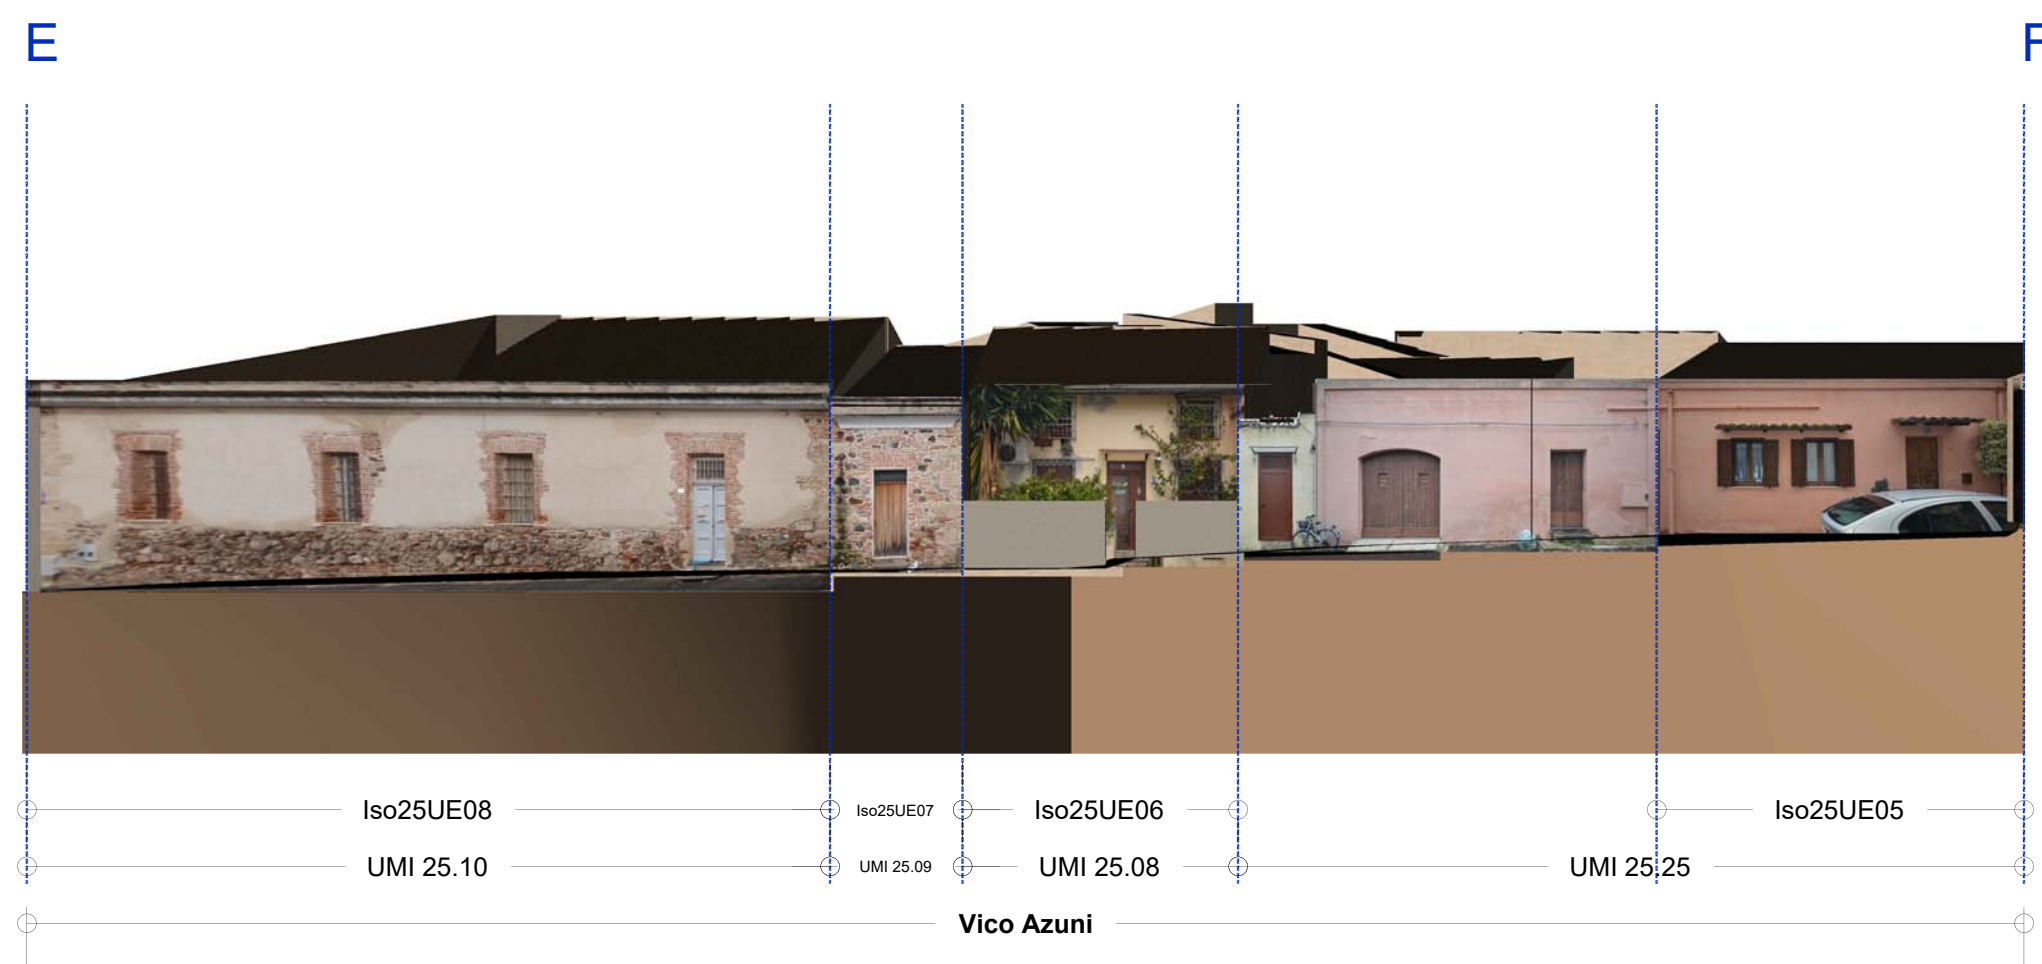 E F
Iso25UE08 Iso25UE07 Iso25UE06 Iso25UE05
UMI 25.10 UMI 25.09 UMI 25.08 UMI 25.25
Vico Azuni